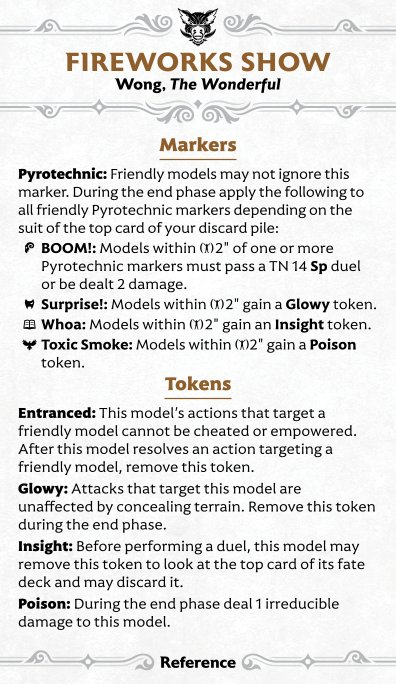 FIREWORKS SHOW
Wong, The Wonderful
Markers
Pyrotechnic: Friendly models may not ignore this
marker. During the end phase apply the following to
all friendly Pyrotechnic markers depending on the
suit of the top card of your discard pile:
BOOM!: Models within 2" of one or more
Pyrotechnic markers must pass a TN 14 Sp duel
or be dealt 2 damage.
Surprise!: Models within 2" gain a Glowy token.
Whoa: Models within 2" gain an Insight token.
Toxic Smoke: Models within 2" gain a Poison
token.
Tokens
Entranced: This model's actions that target a
friendly model cannot be cheated or empowered.
After this model resolves an action targeting a
friendly model, remove this token.
Glowy: Attacks that target this model are
unaffected by concealing terrain. Remove this token
during the end phase.
Insight: Before performing a duel, this model may
remove this token to look at the top card of its fate
deck and may discard it.
Poison: During the end phase deal 1 irreducible
damage to this model.
Reference